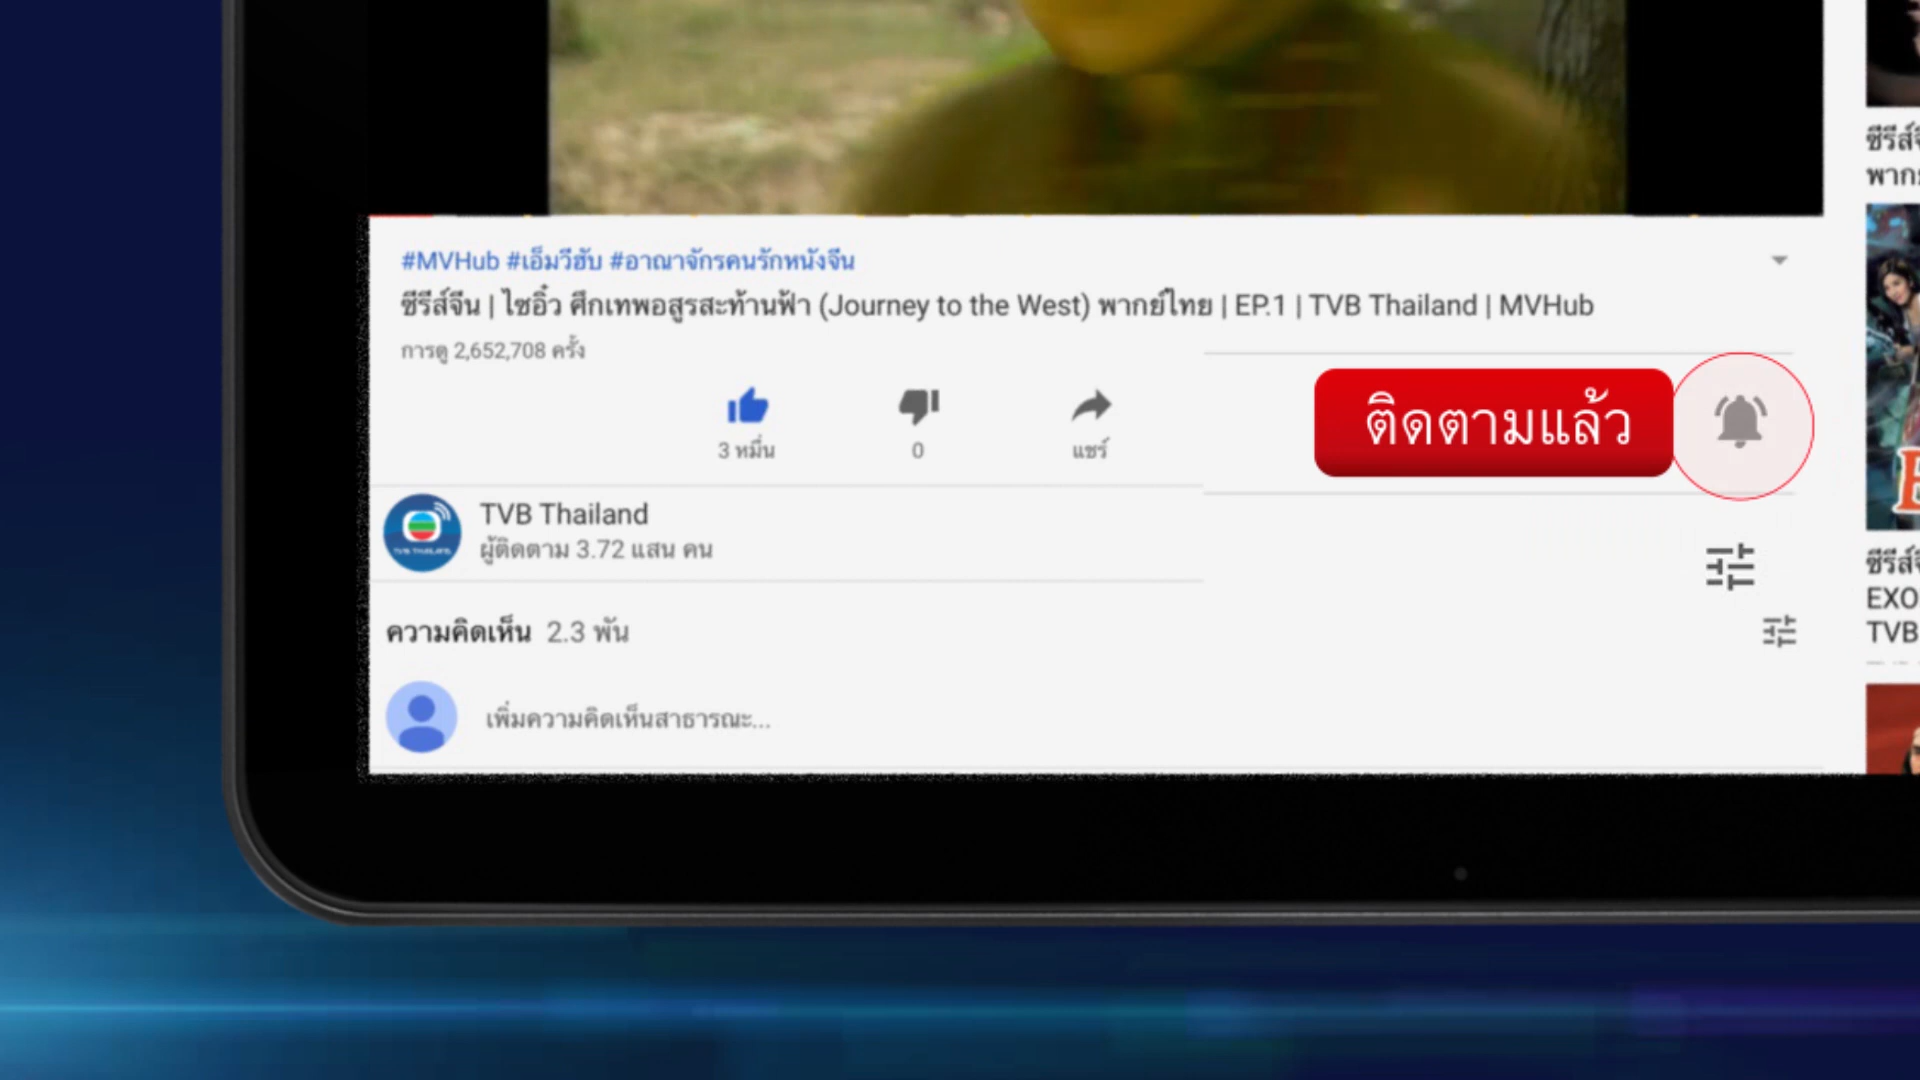 #MVHub #เอ็มวีฮับ #อาณาจักรคนรักหนังจีน
ซีรีส์จีน | ไซอิ๋ว ศึกเทพอสูรสะท้านฟ้า (Journey to the West) พากย์ไทย | EP.1 | TVB Thailand | MVHub
การดู 2,652,708 ครั้ง
3 หมื่น
0
แชร์
ติดตามแล้ว
TVB Thailand
ผู้ติดตาม 3.72 แสน คน
ความคิดเห็น 2.3 พัน
เพิ่มความคิดเห็นสาธารณะ...
EXO
TVB